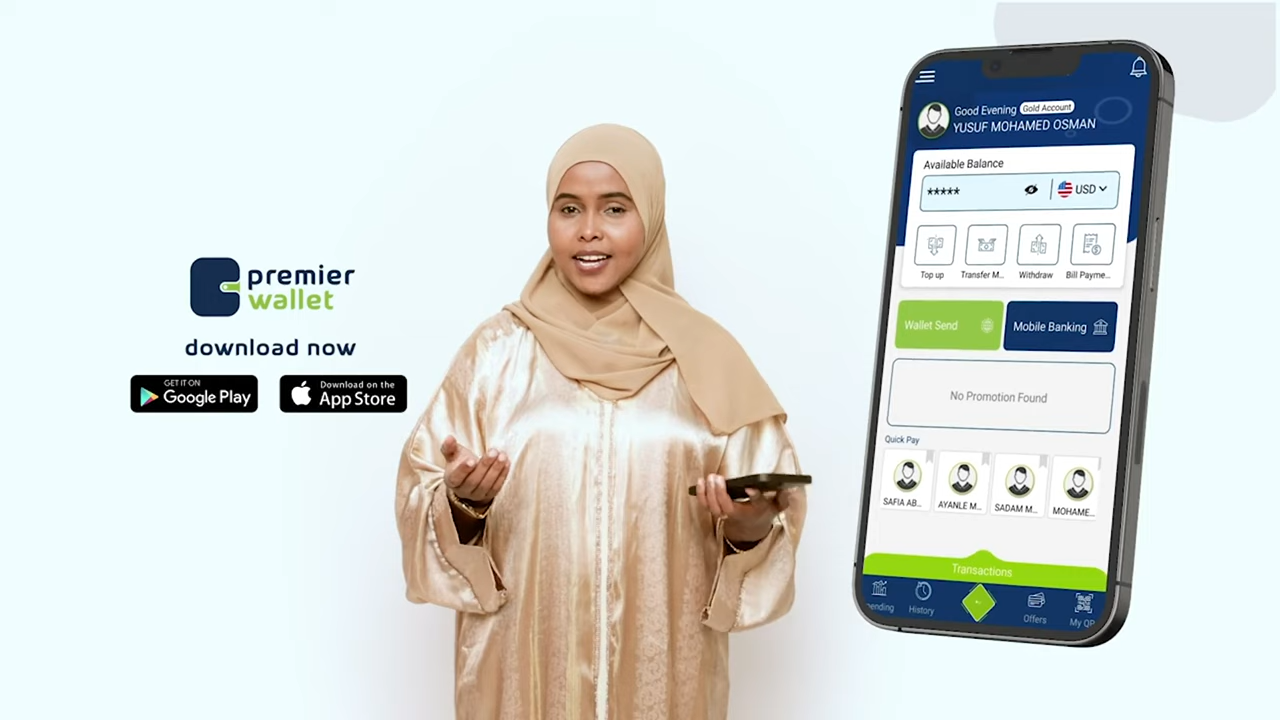 premier
wallet
download now
GET IT ON
Google Play
Download on the
App Store
Good Evening Gold Account
YUSUF MOHAMED OSMAN
Available Balance
***** USD
Top up Transfer M... Withdraw Bill Payme...
Wallet Send Mobile Banking
No Promotion Found
Quick Pay
SAFIA AB... AYANLE M... SADAM M... MOHAME...
Transactions
ending History Offers My QP